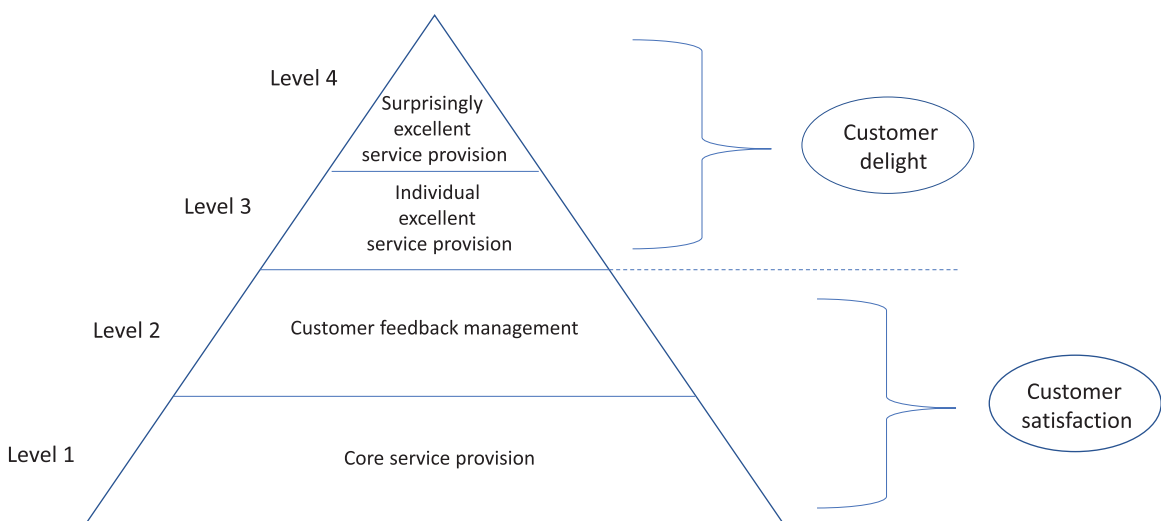 Level 4
Surprisingly
excellent
service provision
Customer
delight
Level 3
Individual
excellent
service provision
Level 2
Customer feedback management
Customer
satisfaction
Level 1
Core service provision